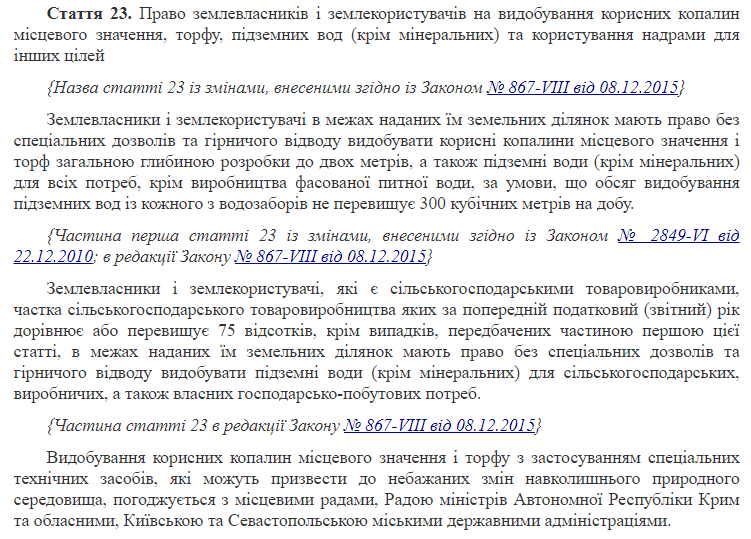 Стаття 23. Право землевласників і землекористувачів на видобування корисних копалин
місцевого значення, торфу, підземних вод (крім мінеральних) та користування надрами для
інших цілей
{Назва статті 23 із змінами, внесеними згідно із Законом № 867-VIII від 08.12.2015}
Землевласники і землекористувачі в межах наданих їм земельних ділянок мають право без
спеціальних дозволів та гірничого відводу видобувати корисні копалини місцевого значення і
торф загальною глибиною розробки до двох метрів, а також підземні води (крім мінеральних)
для всіх потреб, крім виробництва фасованої питної води, за умови, що обсяг видобування
підземних вод із кожного з водозаборів не перевищує 300 кубічних метрів на добу.
{Частина перша статті 23 із змінами, внесеними згідно із Законом № 2849-VI від
22.12.2010; в редакції Закону № 867-VIII від 08.12.2015}
Землевласники і землекористувачі, які є сільськогосподарськими товаровиробниками,
частка сільськогосподарського товаровиробництва яких за попередній податковий (звітний) рік
дорівнює або перевищує 75 відсотків, крім випадків, передбачених частиною першою цієї
статті, в межах наданих їм земельних ділянок мають право без спеціальних дозволів та
гірничого відводу видобувати підземні води (крім мінеральних) для сільськогосподарських,
виробничих, а також власних господарсько-побутових потреб.
{Частина статті 23 в редакції Закону № 867-VIII від 08.12.2015}
Видобування корисних копалин місцевого значення і торфу з застосуванням спеціальних
технічних засобів, які можуть призвести до небажаних змін навколишнього природного
середовища, погоджується з місцевими радами, Радою міністрів Автономної Республіки Крим
та обласними, Київською та Севастопольською міськими державними адміністраціями.